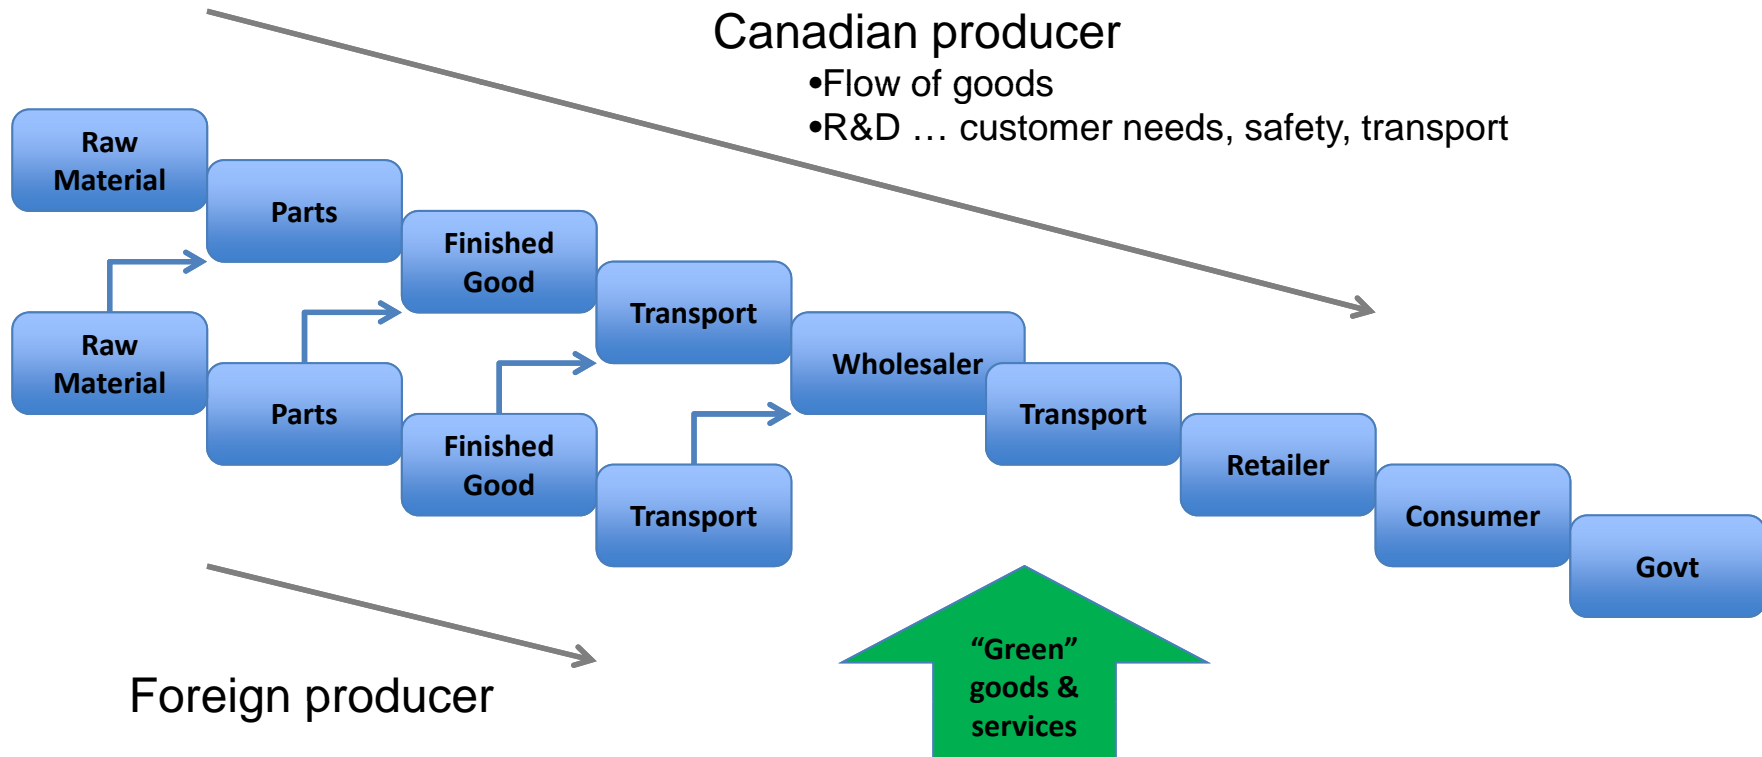 Canadian producer
•Flow of goods
•R&D … customer needs, safety, transport
Raw
Material
Parts
Finished
Good
Transport
Wholesaler
Transport
Retailer
Consumer
Govt
Raw
Material
Parts
Finished
Good
Transport
Foreign producer
“Green”
goods &
services